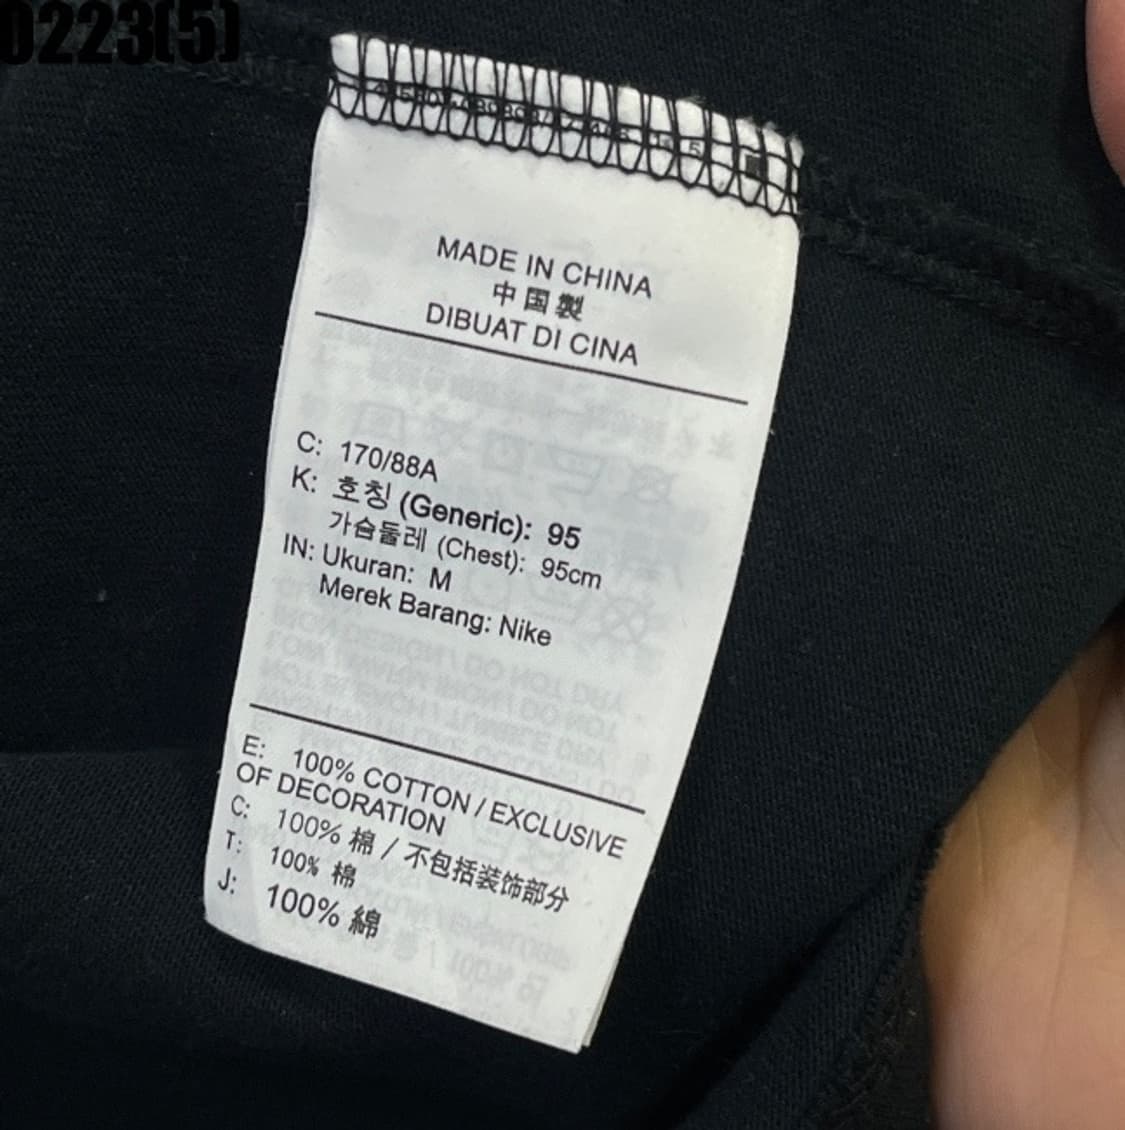 0223(5)
MADE IN CHINA
中国製
DIBUAT DI CINA
C: 170/88A
K: 호칭 (Generic): 95
가슴둘레 (Chest): 95cm
IN: Ukuran: M
Merek Barang: Nike
E: 100% COTTON / EXCLUSIVE
OF DECORATION
C: 100% 棉 / 不包括装饰部分
T: 100% 棉
J: 100% 綿